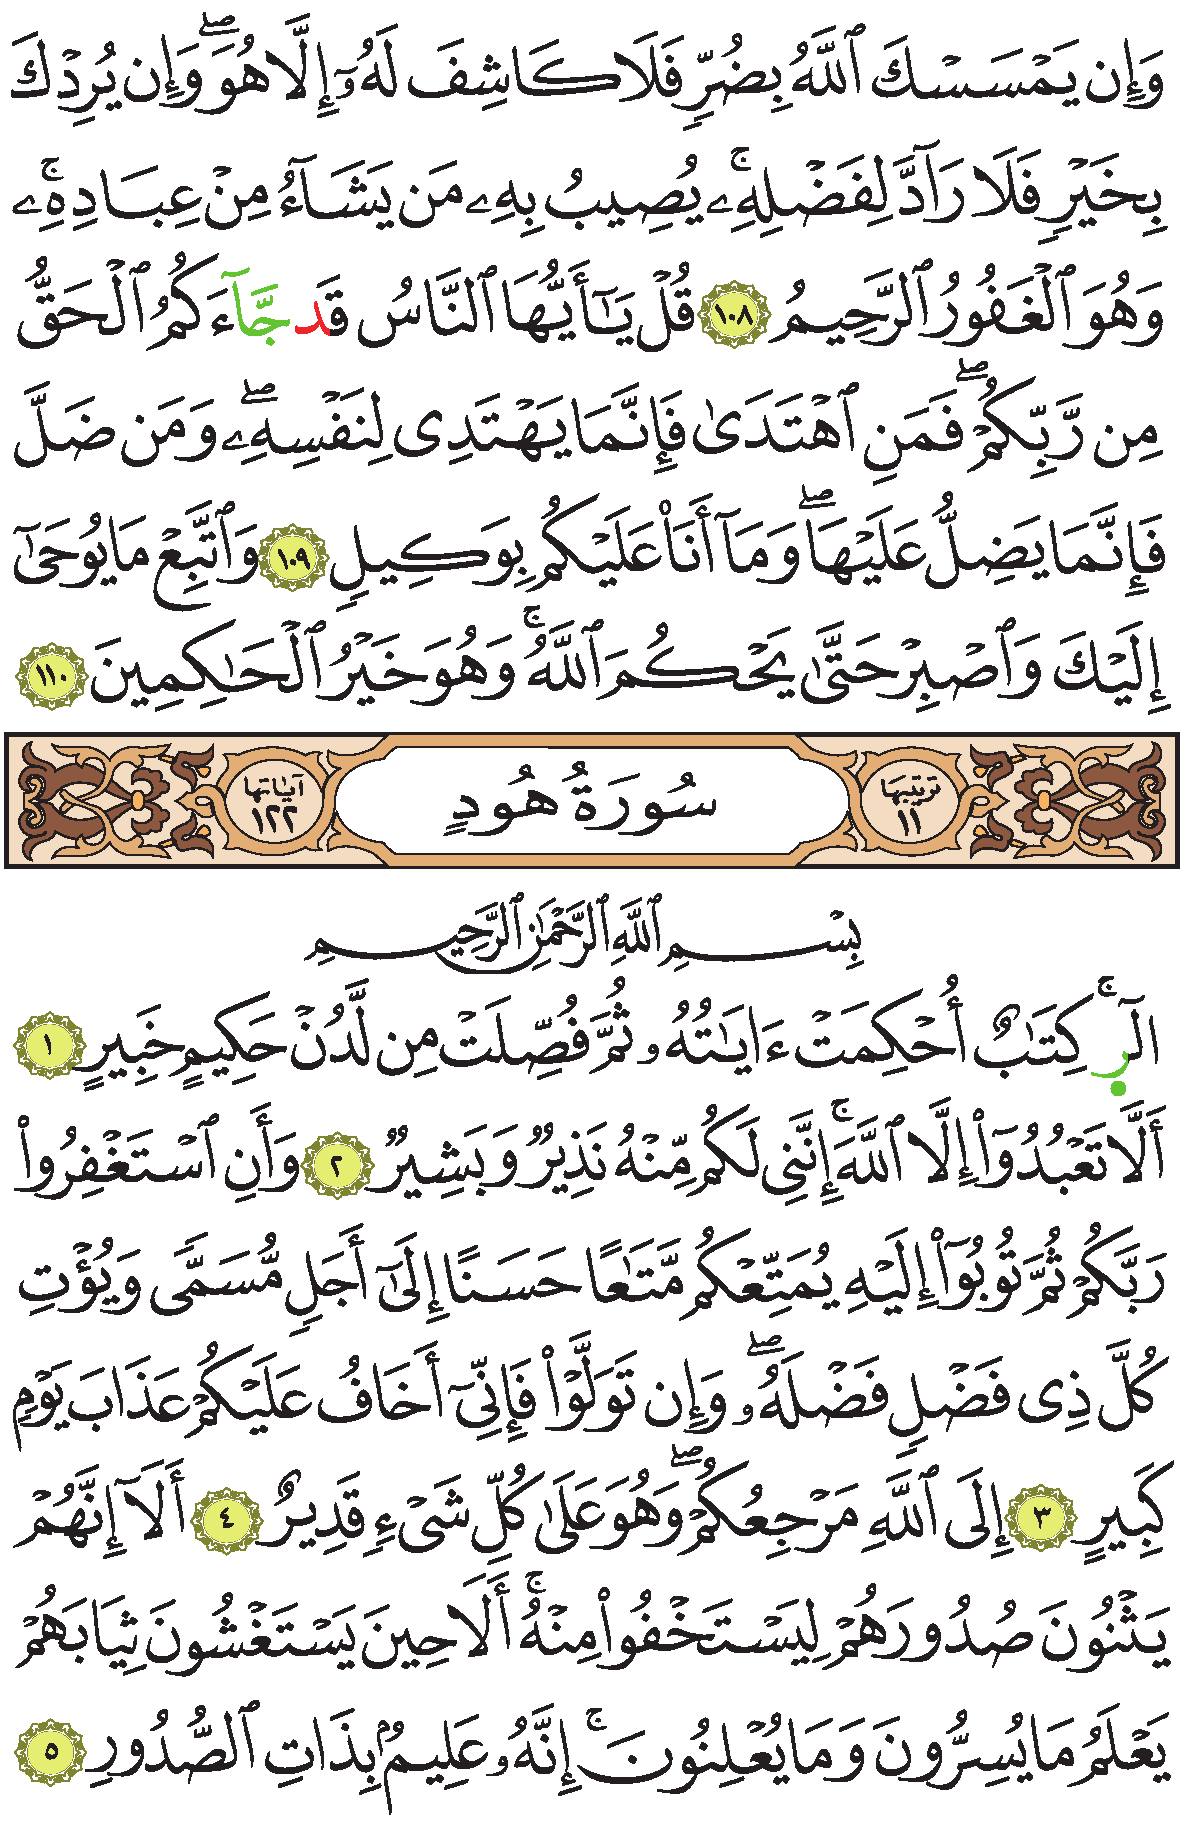 وَإِن يَمۡسَسۡكَ ٱللَّهُ بِضُرّٖ فَلَا كَاشِفَ لَهُۥٓ إِلَّا هُوَۖ وَإِن يُرِدۡكَ
بِخَيۡرٖ فَلَا رَآدَّ لِفَضۡلِهِۦۚ يُصِيبُ بِهِۦ مَن يَشَآءُ مِنۡ عِبَادِهِۦۚ
وَهُوَ ٱلۡغَفُورُ ٱلرَّحِيمُ ١٠٨ قُلۡ يَٰٓأَيُّهَا ٱلنَّاسُ قَد جَّآءَكُمُ ٱلۡحَقُّ
مِن رَّبِّكُمۡۖ فَمَنِ ٱهۡتَدَىٰ فَإِنَّمَا يَهۡتَدِي لِنَفۡسِهِۦۖ وَمَن ضَلَّ
فَإِنَّمَا يَضِلُّ عَلَيۡهَاۖ وَمَآ أَنَا۠ عَلَيۡكُم بِوَكِيلٖ ١٠٩ وَٱتَّبِعۡ مَا يُوحَىٰٓ
إِلَيۡكَ وَٱصۡبِرۡ حَتَّىٰ يَحۡكُمَ ٱللَّهُۚ وَهُوَ خَيۡرُ ٱلۡحَٰكِمِينَ ١١٠
ترتيبها ١١ سُورَةُ هُودٍ آياتها ١٢٢
بِسۡمِ ٱللَّهِ ٱلرَّحۡمَٰنِ ٱلرَّحِيمِ
الٓرۚ كِتَٰبٌ أُحۡكِمَتۡ ءَايَٰتُهُۥ ثُمَّ فُصِّلَتۡ مِن لَّدُنۡ حَكِيمٍ خَبِيرٍ ١
أَلَّا تَعۡبُدُوٓاْ إِلَّا ٱللَّهَۚ إِنَّنِي لَكُم مِّنۡهُ نَذِيرٞ وَبَشِيرٞ ٢ وَأَنِ ٱسۡتَغۡفِرُواْ
رَبَّكُمۡ ثُمَّ تُوبُوٓاْ إِلَيۡهِ يُمَتِّعۡكُم مَّتَٰعًا حَسَنًا إِلَىٰٓ أَجَلٖ مُّسَمّٗى وَيُؤۡتِ
كُلَّ ذِي فَضۡلٖ فَضۡلَهُۥۖ وَإِن تَوَلَّوۡاْ فَإِنِّيٓ أَخَافُ عَلَيۡكُمۡ عَذَابَ يَوۡمٖ
كَبِيرٍ ٣ إِلَى ٱللَّهِ مَرۡجِعُكُمۡۖ وَهُوَ عَلَىٰ كُلِّ شَيۡءٖ قَدِيرٌ ٤ أَلَآ إِنَّهُمۡ
يَثۡنُونَ صُدُورَهُمۡ لِيَسۡتَخۡفُواْ مِنۡهُۚ أَلَا حِينَ يَسۡتَغۡشُونَ ثِيَابَهُمۡ
يَعۡلَمُ مَا يُسِرُّونَ وَمَا يُعۡلِنُونَۚ إِنَّهُۥ عَلِيمُۢ بِذَاتِ ٱلصُّدُورِ ٥